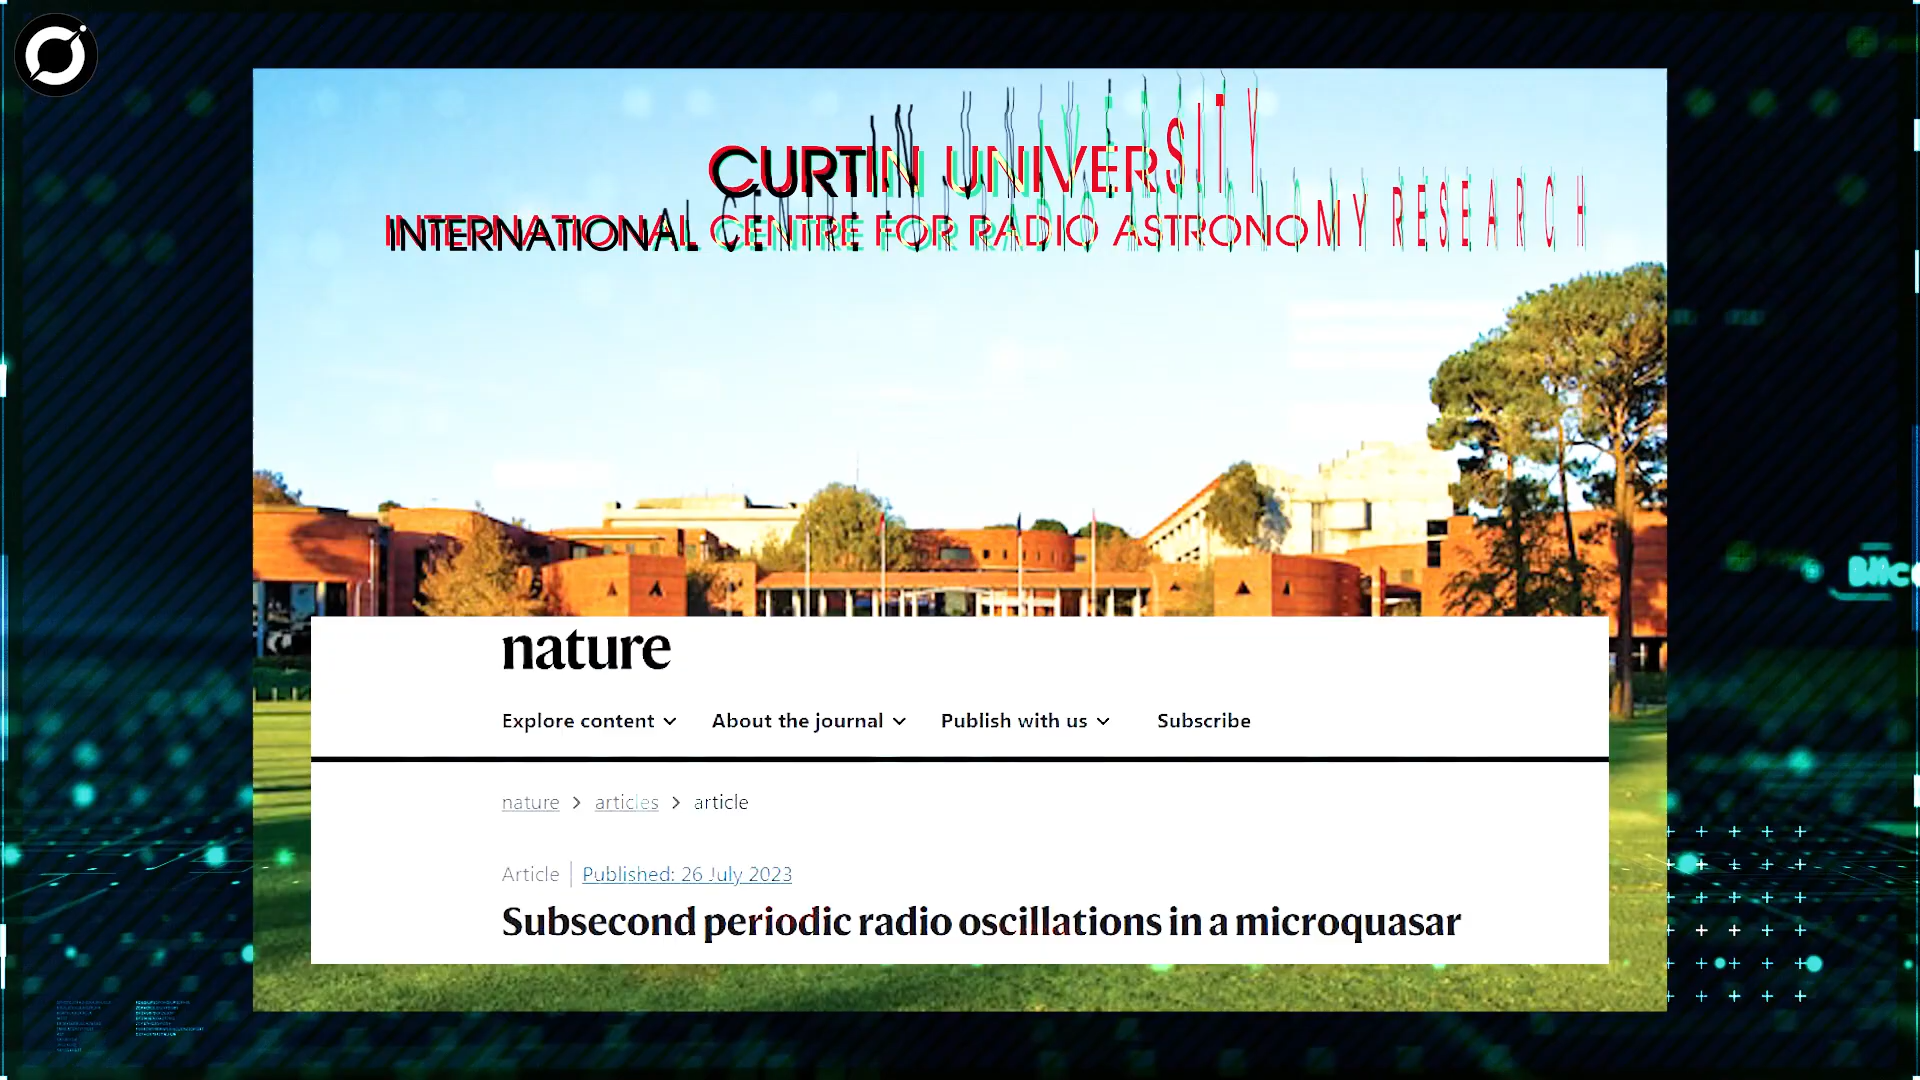 CURTIN UNIVERSITY
INTERNATIONAL CENTRE FOR RADIO ASTRONOMY RESEARCH
nature
Explore content About the journal Publish with us Subscribe
nature > articles > article
Article | Published: 26 July 2023
Subsecond periodic radio oscillations in a microquasar